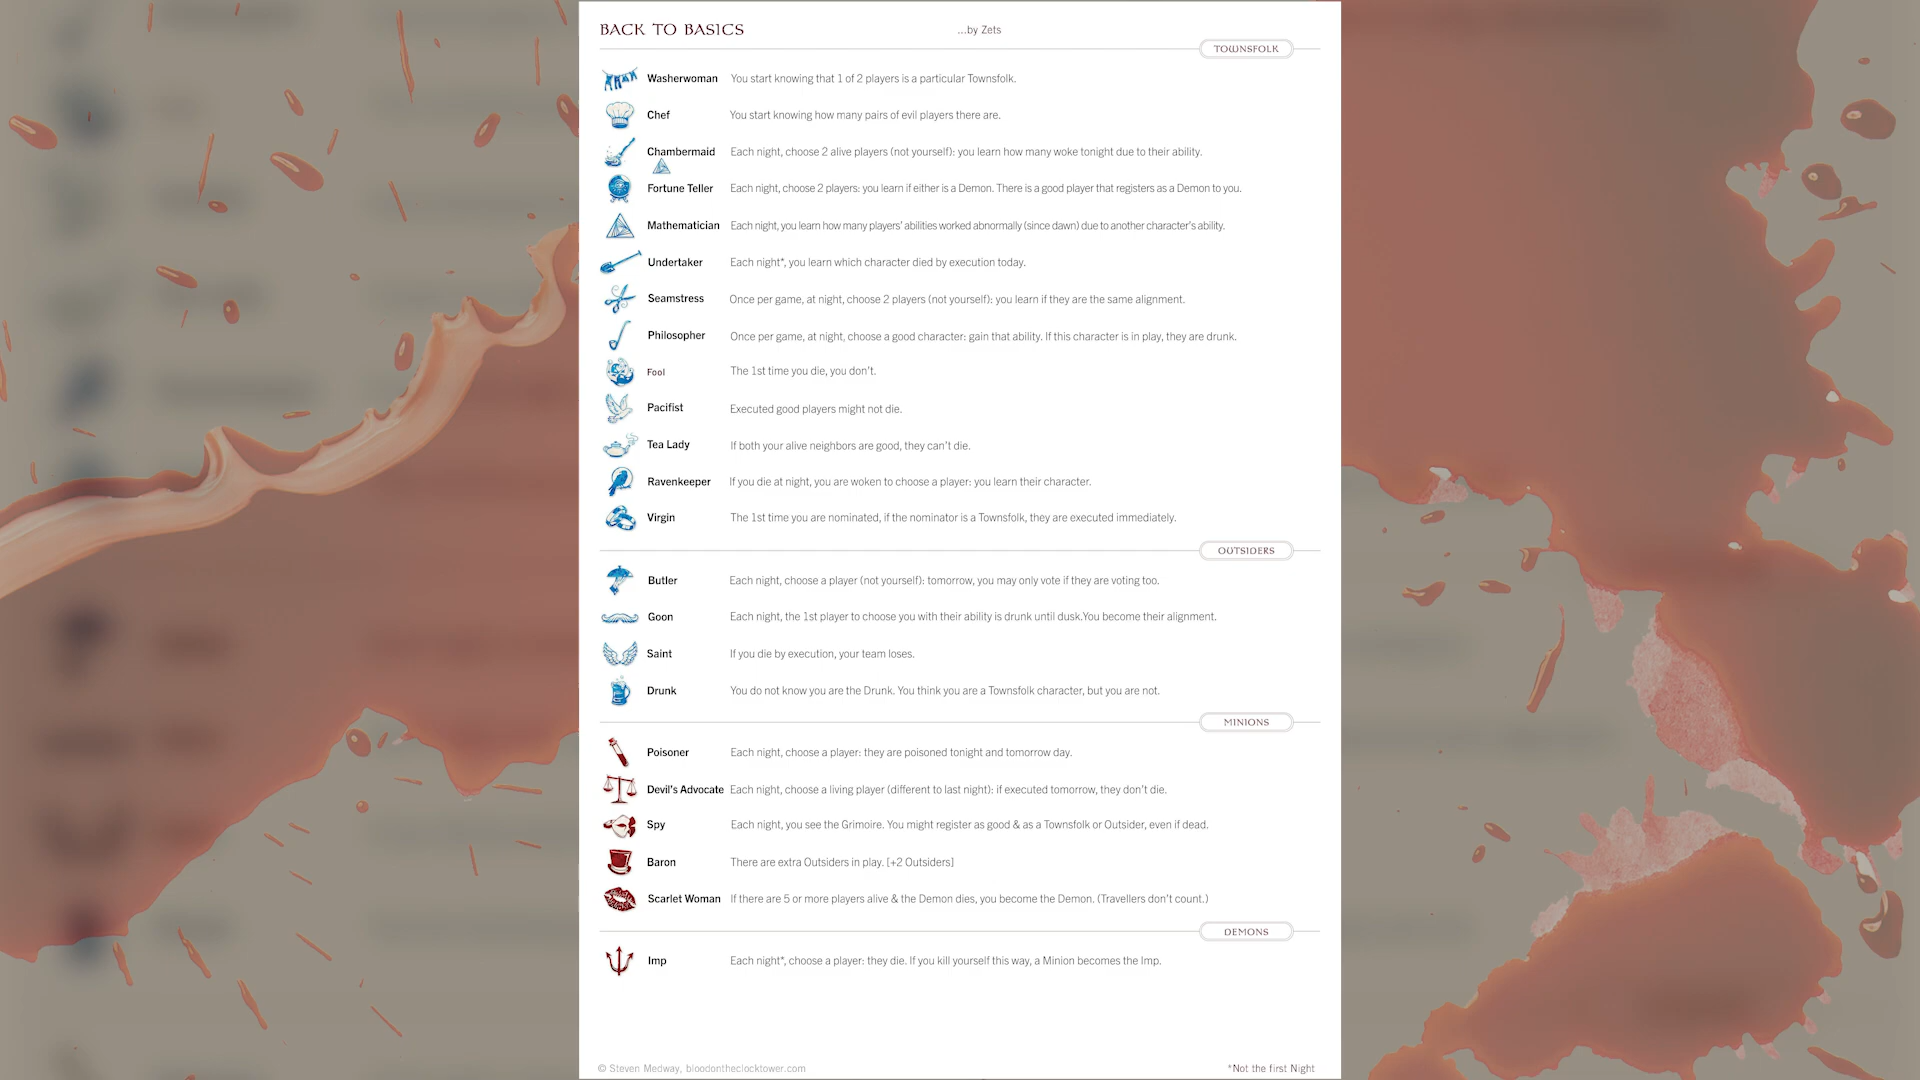 BACK TO BASICS ...by Zets
TOWNSFOLK
Washerwoman You start knowing that 1 of 2 players is a particular Townsfolk.
Chef You start knowing how many pairs of evil players there are.
Chambermaid Each night, choose 2 alive players (not yourself): you learn how many woke tonight due to their ability.
Fortune Teller Each night, choose 2 players: you learn if either is a Demon. There is a good player that registers as a Demon to you.
Mathematician Each night, you learn how many players' abilities worked abnormally (since dawn) due to another character's ability.
Undertaker Each night*, you learn which character died by execution today.
Seamstress Once per game, at night, choose 2 players (not yourself): you learn if they are the same alignment.
Philosopher Once per game, at night, choose a good character: gain that ability. If this character is in play, they are drunk.
Fool The 1st time you die, you don't.
Pacifist Executed good players might not die.
Tea Lady If both your alive neighbors are good, they can't die.
Ravenkeeper If you die at night, you are woken to choose a player: you learn their character.
Virgin The 1st time you are nominated, if the nominator is a Townsfolk, they are executed immediately.
OUTSIDERS
Butler Each night, choose a player (not yourself): tomorrow, you may only vote if they are voting too.
Goon Each night, the 1st player to choose you with their ability is drunk until dusk.You become their alignment.
Saint If you die by execution, your team loses.
Drunk You do not know you are the Drunk. You think you are a Townsfolk character, but you are not.
MINIONS
Poisoner Each night, choose a player: they are poisoned tonight and tomorrow day.
Devil's Advocate Each night, choose a living player (different to last night): if executed tomorrow, they don't die.
Spy Each night, you see the Grimoire. You might register as good & as a Townsfolk or Outsider, even if dead.
Baron There are extra Outsiders in play. [+2 Outsiders]
Scarlet Woman If there are 5 or more players alive & the Demon dies, you become the Demon. (Travellers don't count.)
DEMONS
Imp Each night*, choose a player: they die. If you kill yourself this way, a Minion becomes the Imp.
© Steven Medway, bloodontheclocktower.com *Not the first Night